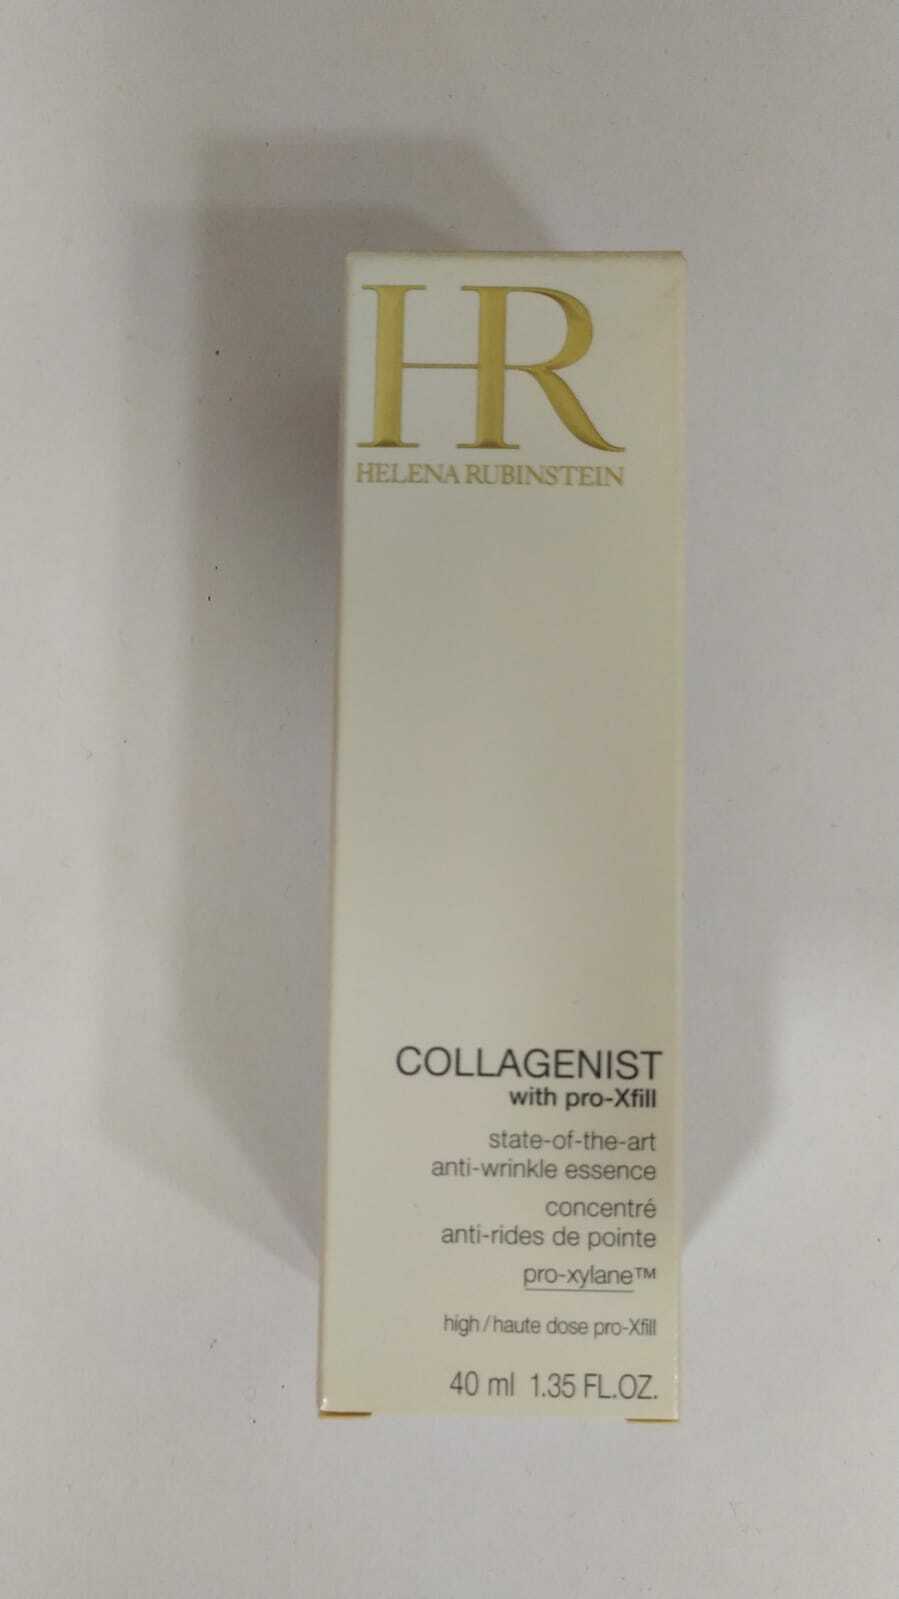 HR
HELENA RUBINSTEIN
COLLAGENIST
with pro-Xfill
state-of-the-art
anti-wrinkle essence
concentré
anti-rides de pointe
pro-xylane™
high/haute dose pro-Xfill
40 ml 1.35 FL.OZ.